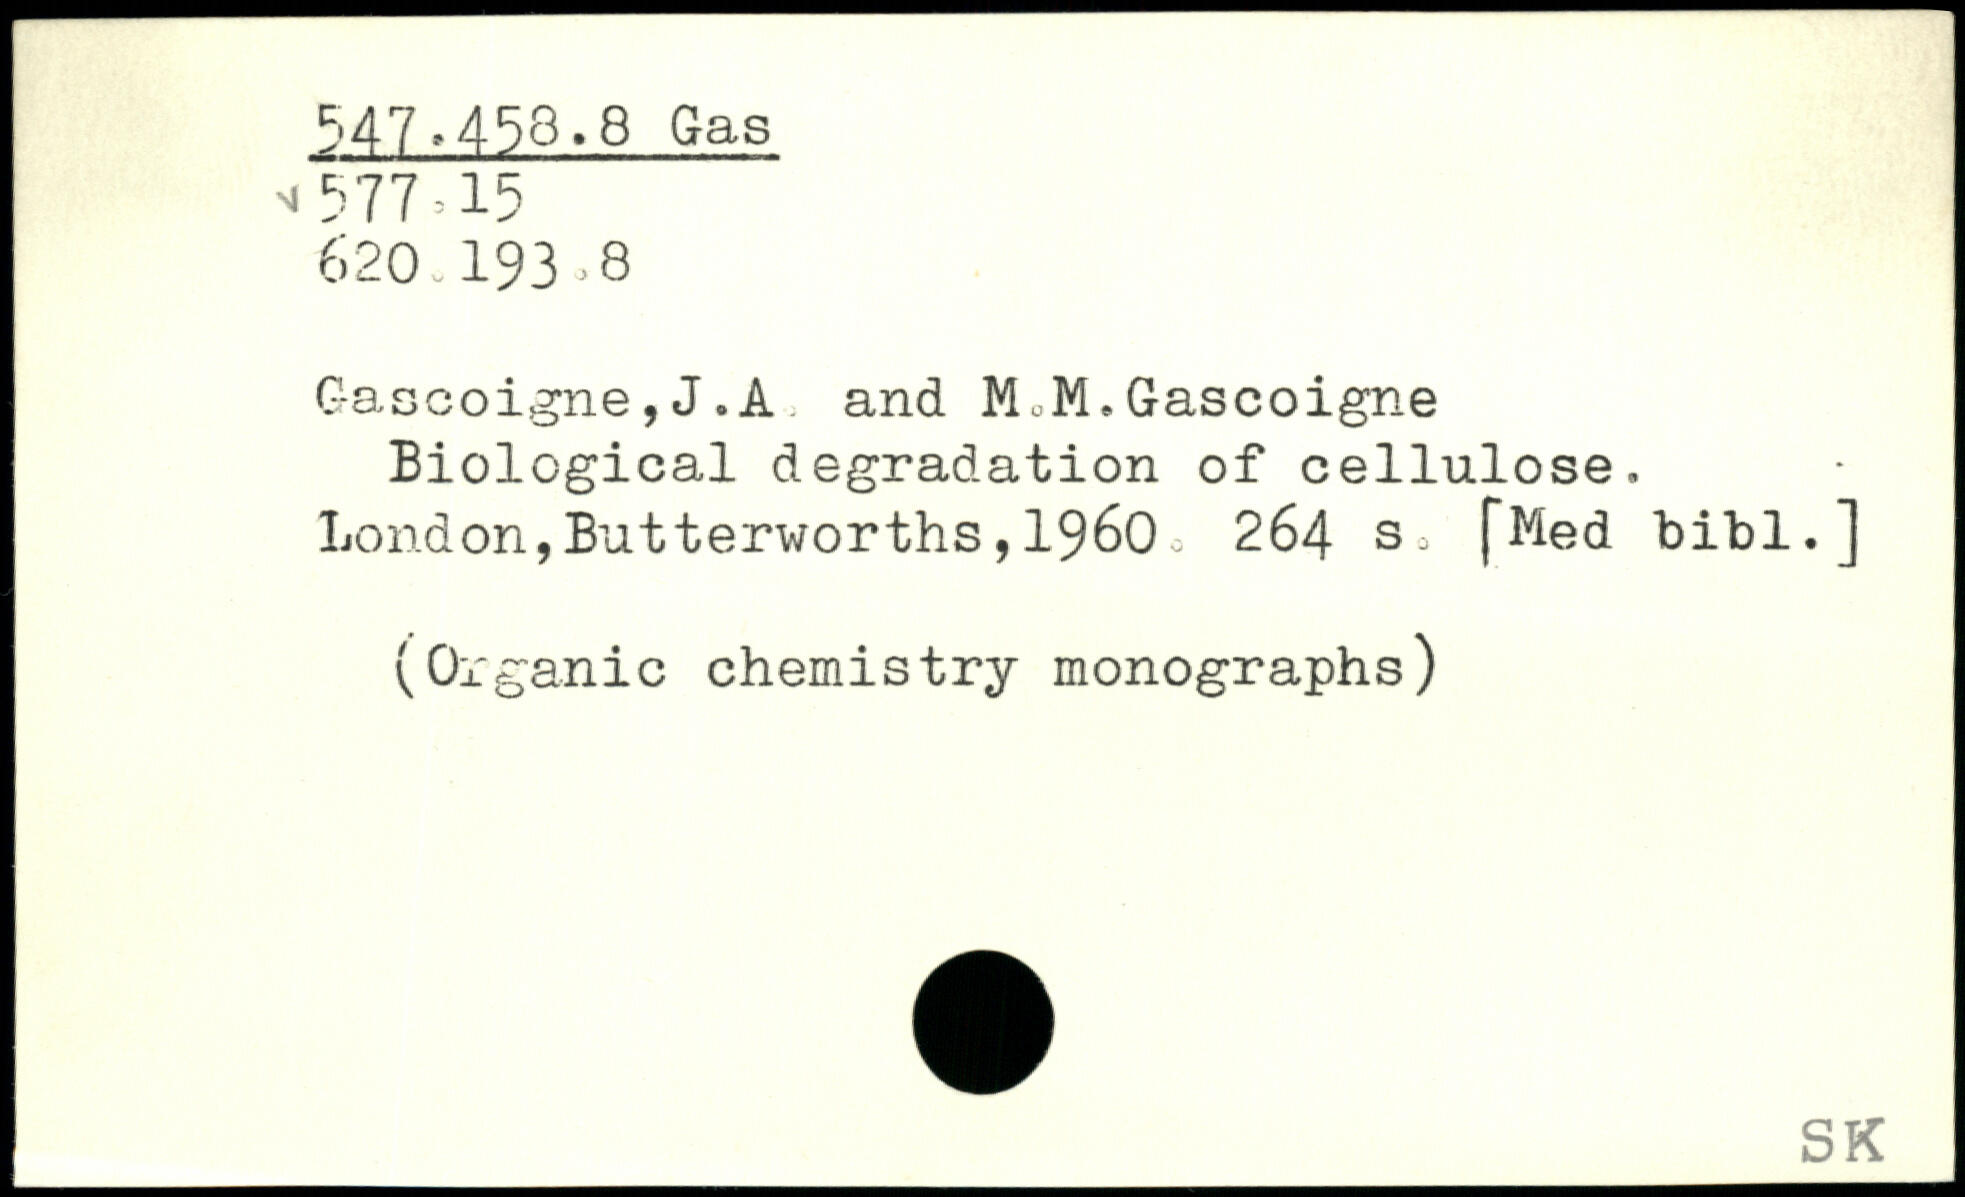 547.458.8 Gas
v 577.15
620.193.8
Gascoigne,J.A. and M.M.Gascoigne
Biological degradation of cellulose.
London,Butterworths,1960. 264 s. [Med bibl.]
(Organic chemistry monographs)
SK